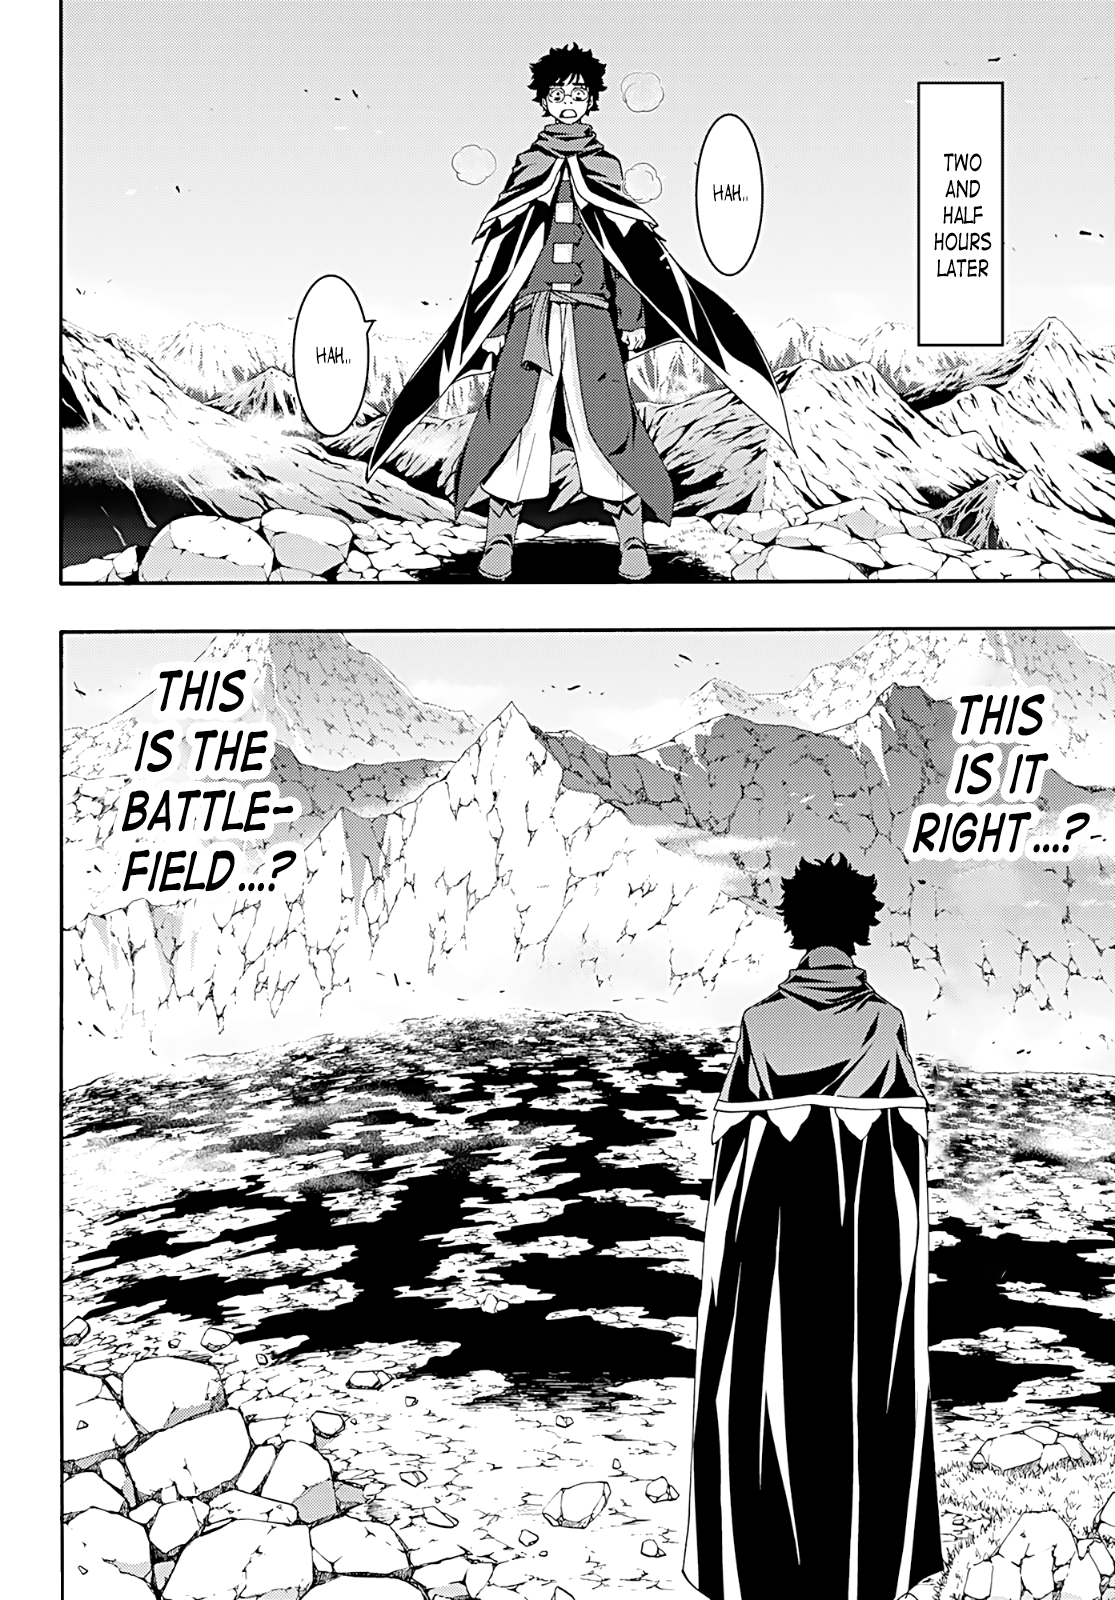 TWO
AND
HALF
HOURS
LATER
HAH..
HAH..
THIS
IS IT
RIGHT...?
THIS
IS THE
BATTLE-
FIELD...?